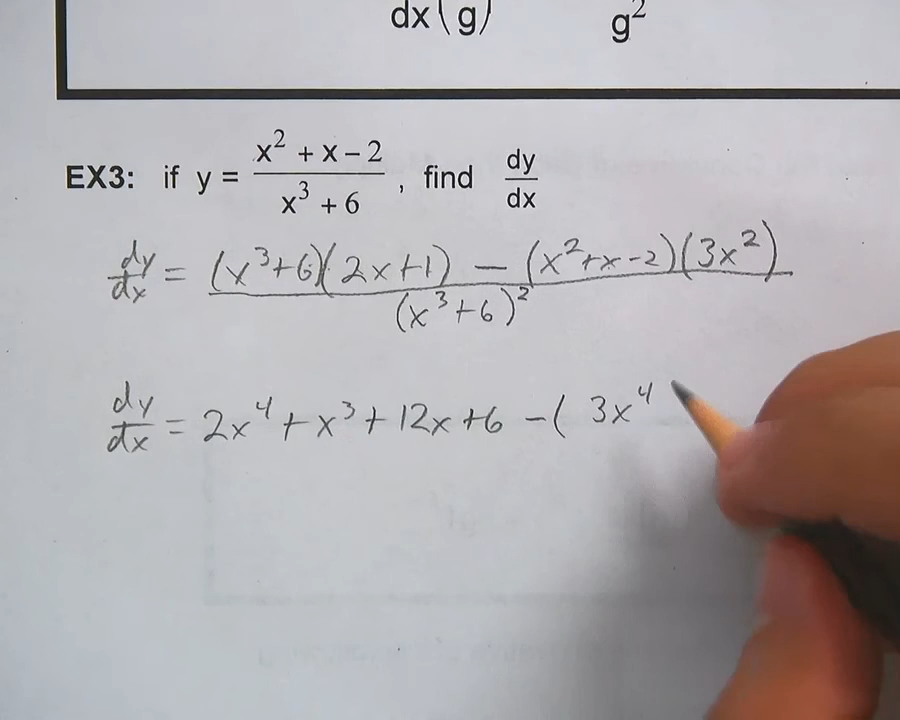 dx ( g )    g²
EX3: if y = (x² + x – 2)/(x³ + 6) , find dy/dx
dy/dx = ((x³+6)(2x+1) – (x²+x-2)(3x²))/(x³+6)²
dy/dx = 2x⁴ + x³ + 12x + 6 – ( 3x⁴